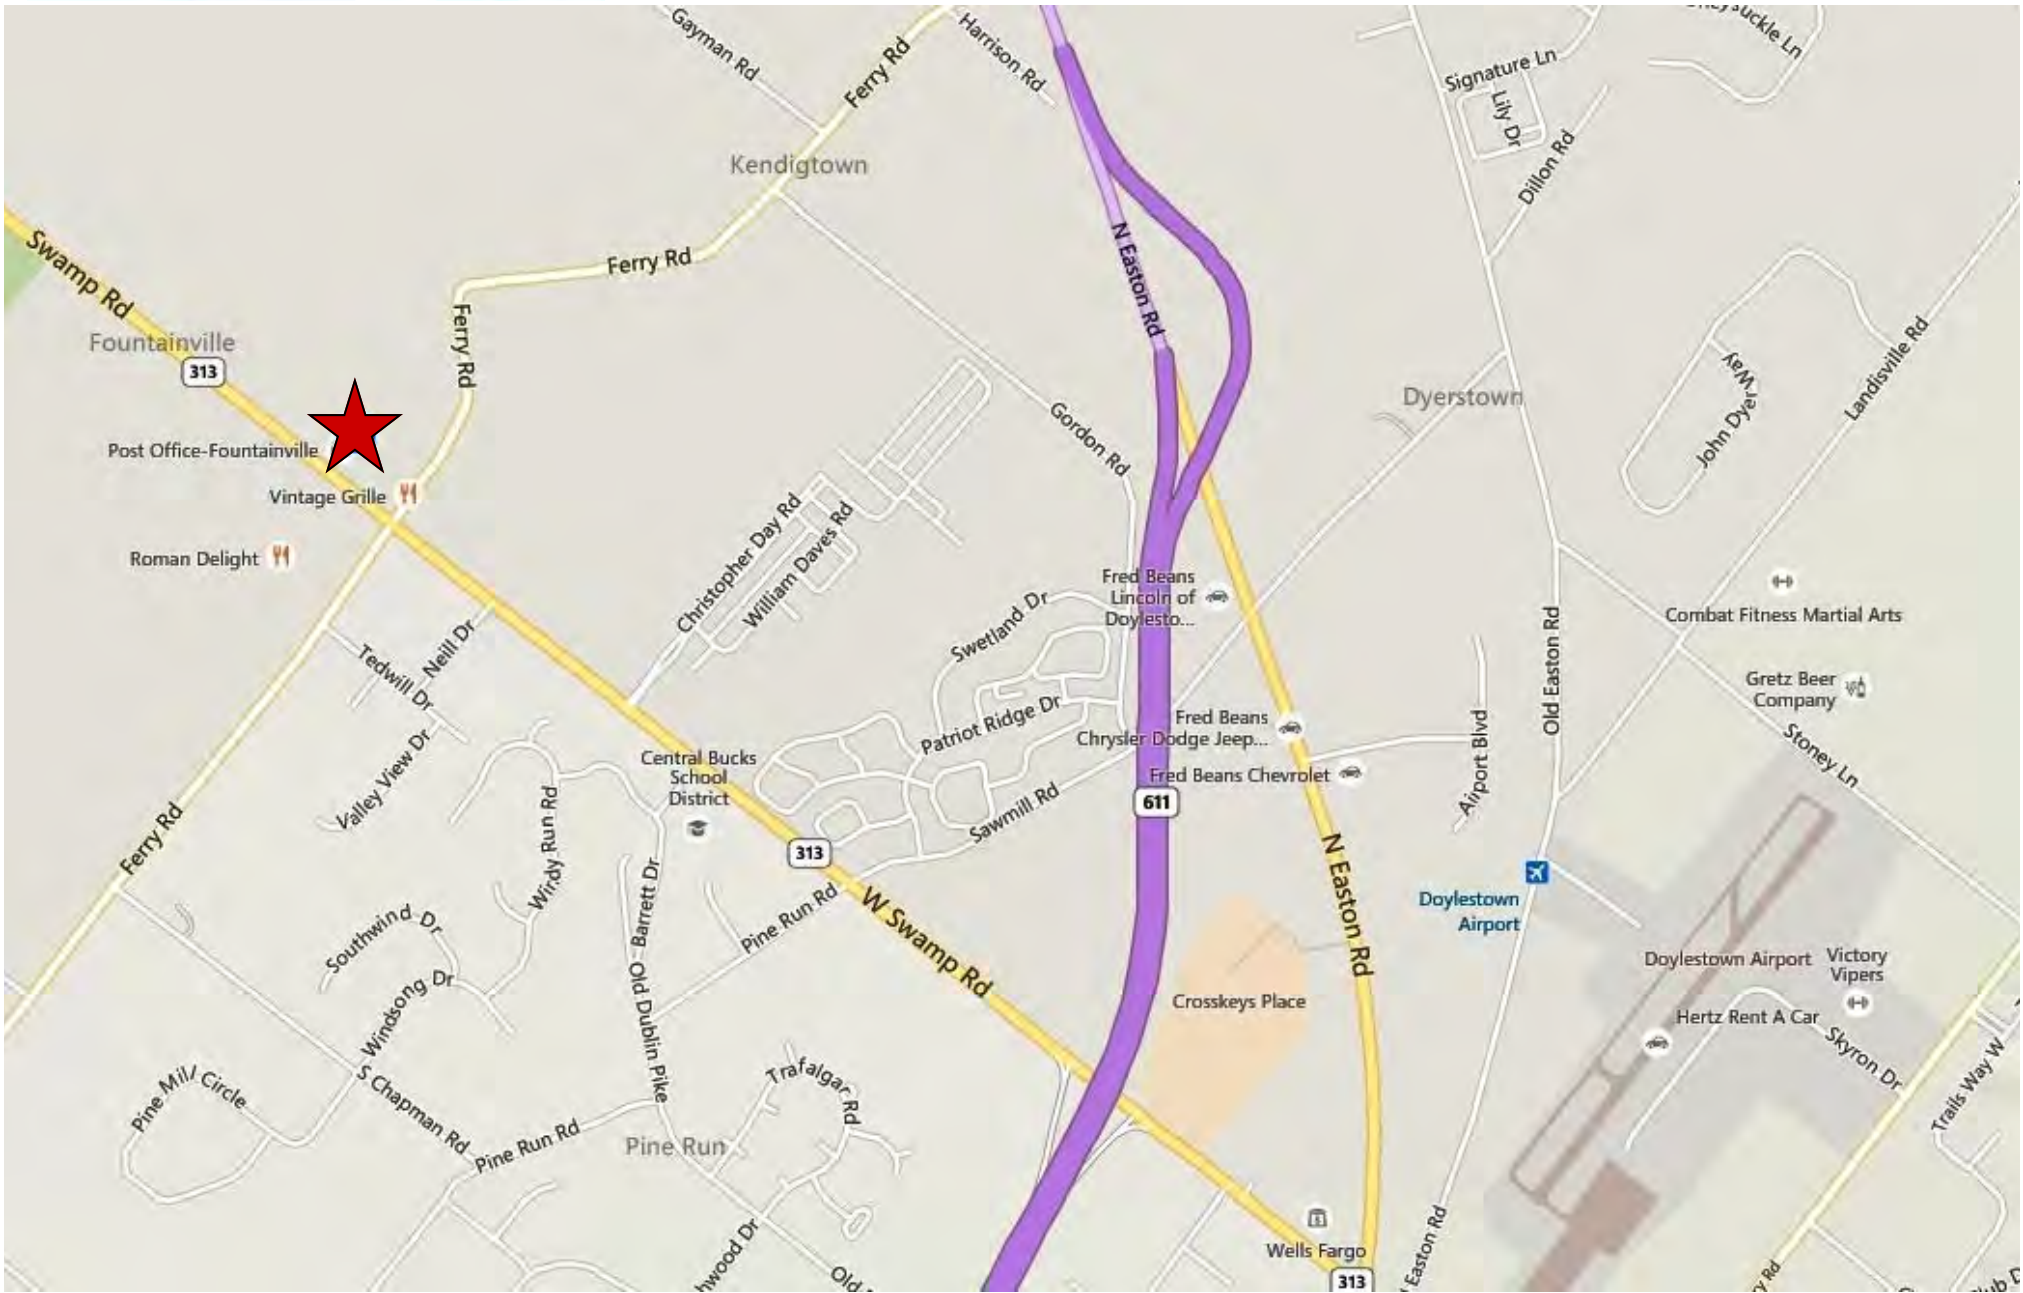 Gayman Rd
Ferry Rd
Harrison Rd
Signature Ln
Lily Dr
Dillon Rd
Kendigtown
Swamp Rd
Ferry Rd
N Easton Rd
Fountainville
313
Ferry Rd
Dyerstown
John Dyer Way
Landisville Rd
Post Office-Fountainville
Vintage Grille
Gordon Rd
Roman Delight
Christopher Day Rd
William Daves Rd
Swetland Dr
Fred Beans
Lincoln of
Doylesto...
Old Easton Rd
Combat Fitness Martial Arts
Tedwill Dr
Neill Dr
Patriot Ridge Dr
Fred Beans
Chrysler Dodge Jeep...
Fred Beans Chevrolet
Airport Blvd
Gretz Beer
Company
Stoney Ln
Valley View Dr
Central Bucks
School
District
Sawmill Rd
611
Ferry Rd
Windy Run Rd
313
N Easton Rd
Barrett Dr
Pine Run Rd
W Swamp Rd
Doylestown
Airport
Southwind Dr
Windsong Dr
Old Dublin Pike
Crosskeys Place
Doylestown Airport
Victory
Vipers
Hertz Rent A Car
Skyron Dr
Trails Way W
Pine Mill Circle
S Chapman Rd
Trafalgar Rd
Pine Run Rd
Pine Run
Wells Fargo
313
Easton Rd
hwood Dr
Old
ry Rd